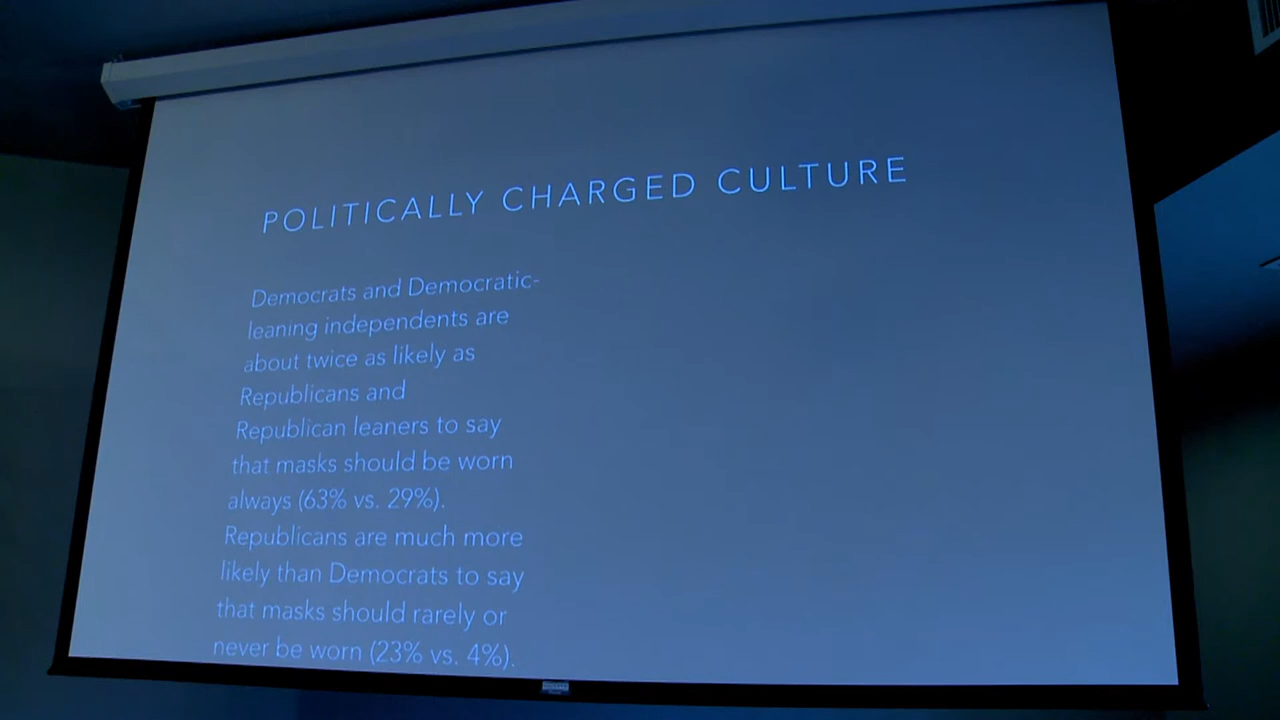 POLITICALLY CHARGED CULTURE
Democrats and Democratic-
leaning independents are
about twice as likely as
Republicans and
Republican leaners to say
that masks should be worn
always (63% vs. 29%).
Republicans are much more
likely than Democrats to say
that masks should rarely or
never be worn (23% vs. 4%).